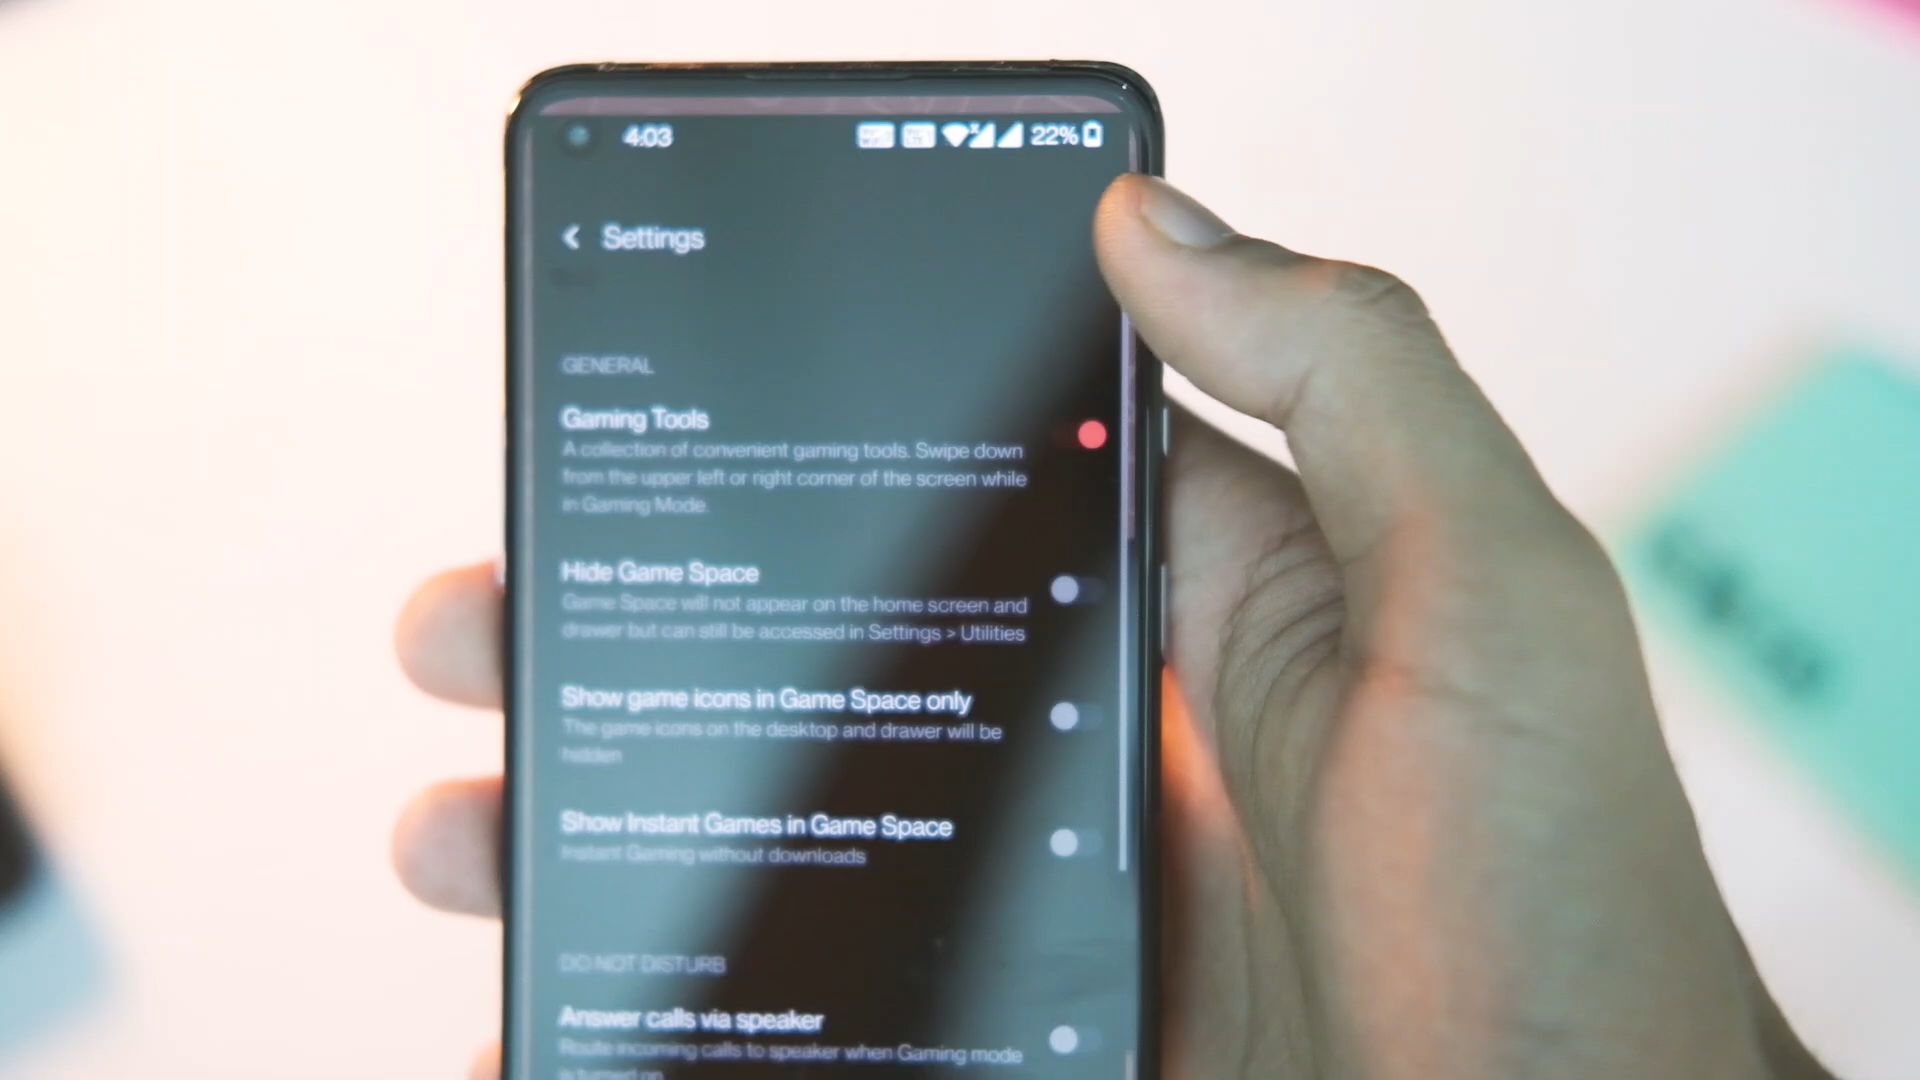 4:03
22%
Settings
GENERAL
Gaming Tools
A collection of convenient gaming tools. Swipe down
from the upper left or right corner of the screen while
in Gaming Mode.
Hide Game Space
Game Space will not appear on the home screen and
drawer but can still be accessed in Settings > Utilities
Show game icons in Game Space only
The game icons on the desktop and drawer will be
hidden
Show Instant Games in Game Space
Instant Gaming without downloads
DO NOT DISTURB
Answer calls via speaker
Route incoming calls to speaker when Gaming mode
is turned on